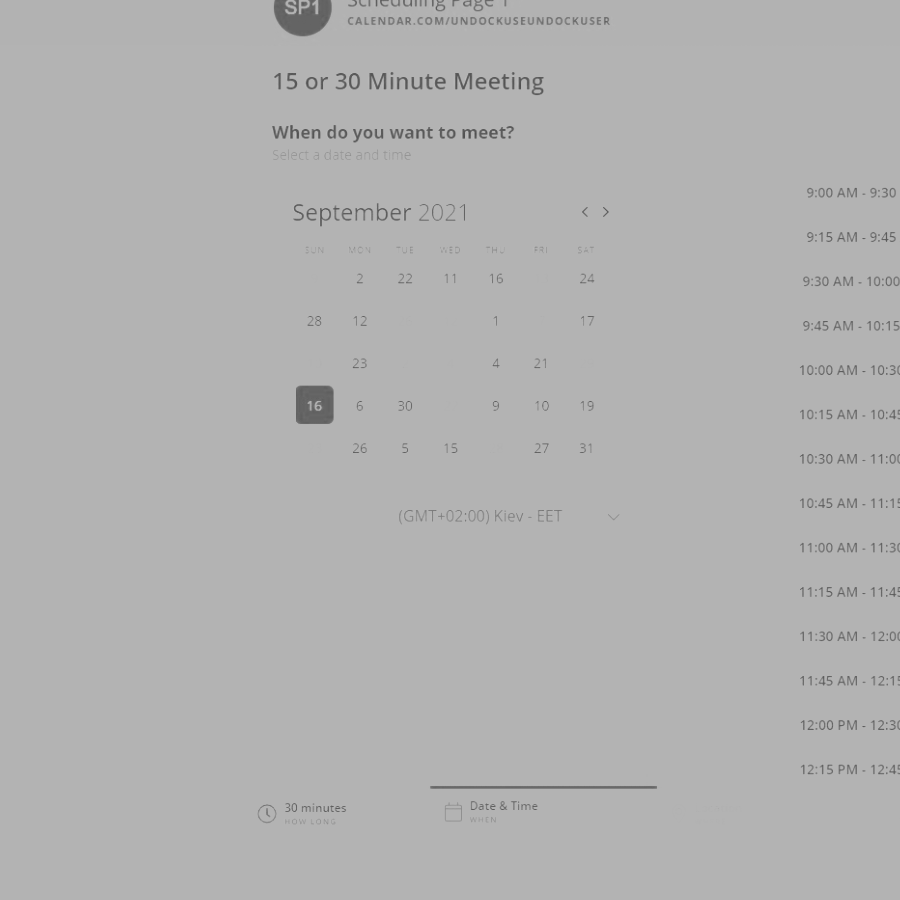 SP1 Scheduling Page 1
CALENDAR.COM/UNDOCKUSEUNDOCKUSER
15 or 30 Minute Meeting
When do you want to meet?
Select a date and time
September 2021
SUN MON TUE WED THU FRI SAT
2 22 11 16 24
28 12 1 17
23 4 21
16 6 30 9 10 19
26 5 15 27 31
(GMT+02:00) Kiev - EET
9:00 AM - 9:30
9:15 AM - 9:45
9:30 AM - 10:00
9:45 AM - 10:15
10:00 AM - 10:30
10:15 AM - 10:45
10:30 AM - 11:00
10:45 AM - 11:15
11:00 AM - 11:30
11:15 AM - 11:45
11:30 AM - 12:00
11:45 AM - 12:15
12:00 PM - 12:30
12:15 PM - 12:45
30 minutes
HOW LONG
Date & Time
WHEN